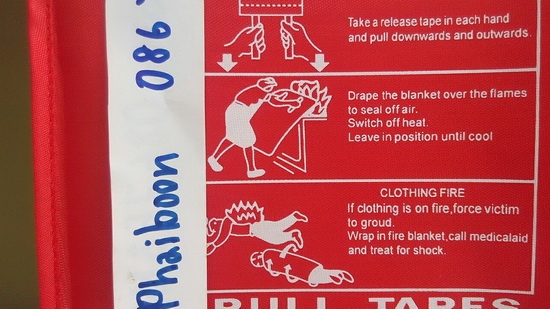 Take a release tape in each hand
and pull downwards and outwards.
Drape the blanket over the flames
to seal off air.
Switch off heat.
Leave in position until cool
CLOTHING FIRE
If clothing is on fire,force victim
to groud.
Wrap in fire blanket,call medicalaid
and treat for shock.
PULL TAPES
Phaiboon 086